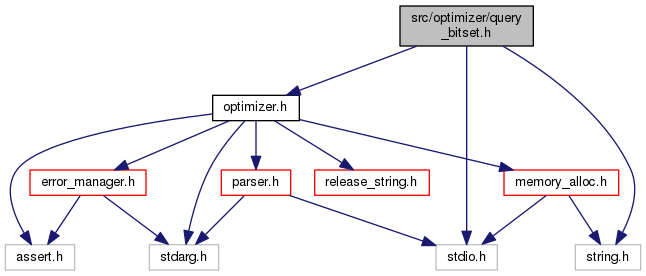 src/optimizer/query
_bitset.h
optimizer.h
error_manager.h
parser.h
release_string.h
memory_alloc.h
assert.h
stdarg.h
stdio.h
string.h